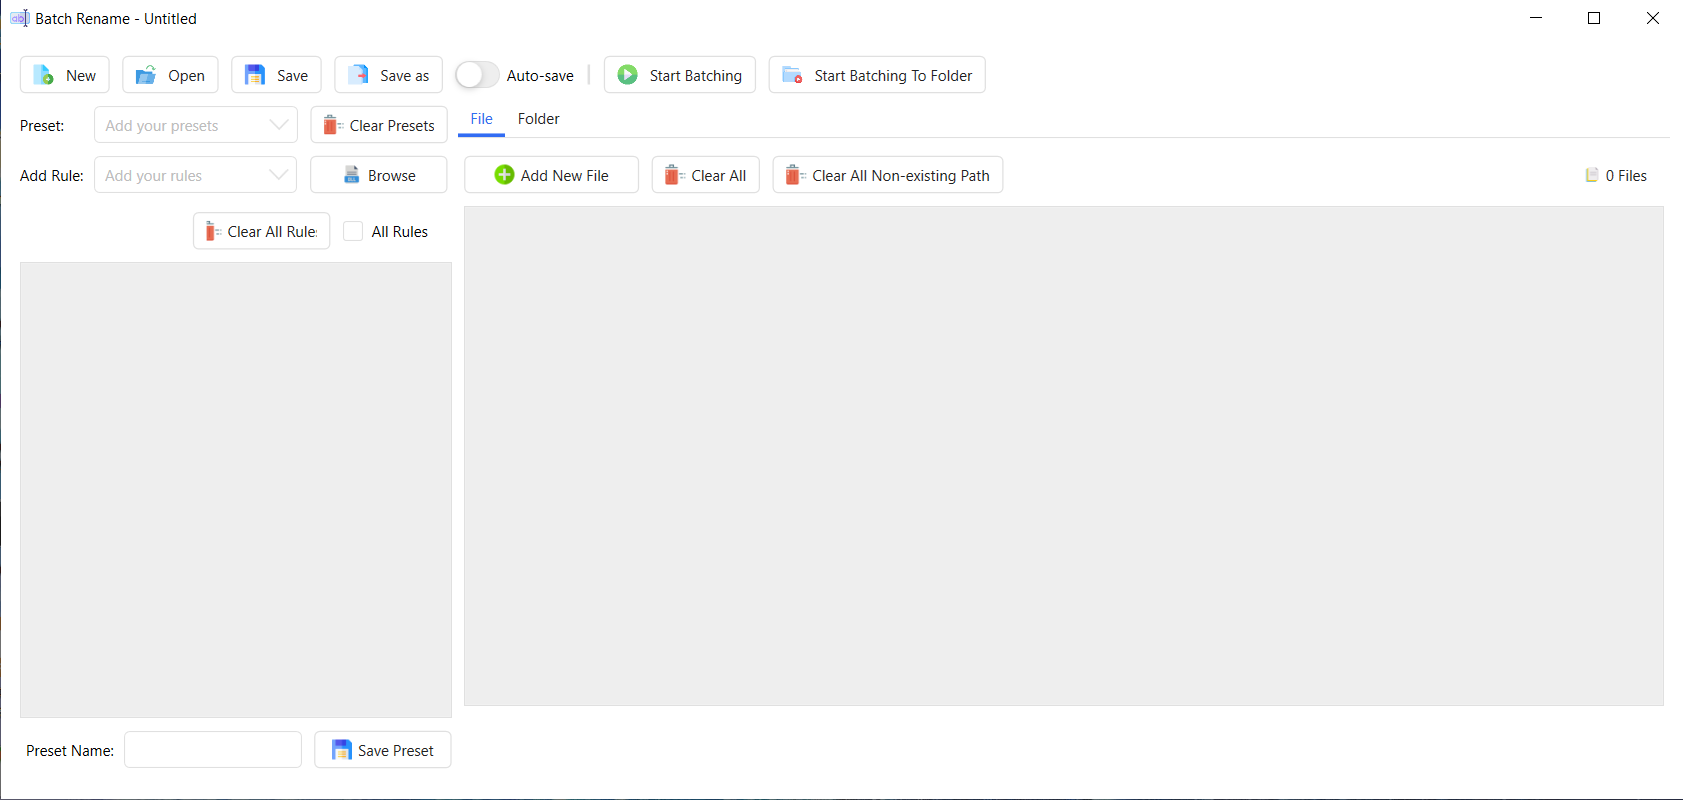 Batch Rename - Untitled
New Open Save Save as Auto-save Start Batching Start Batching To Folder
Preset: Add your presets Clear Presets File Folder
Add Rule: Add your rules Browse Add New File Clear All Clear All Non-existing Path 0 Files
Clear All Rule All Rules
Preset Name: Save Preset